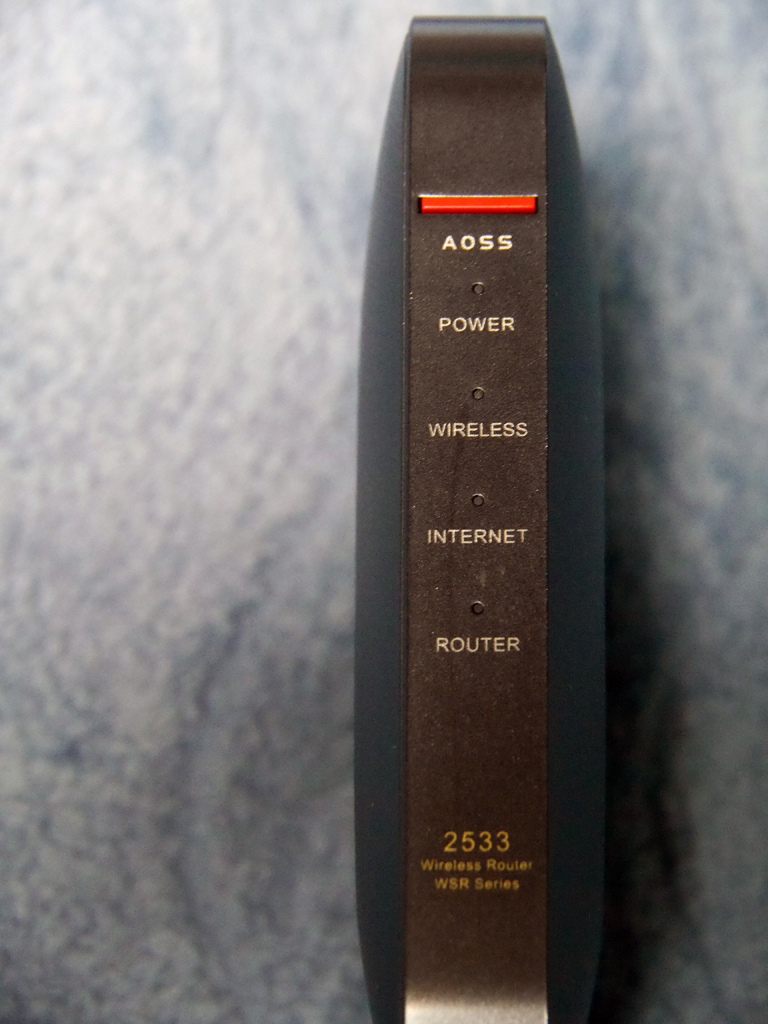 AOSS
POWER
WIRELESS
INTERNET
ROUTER
2533
Wireless Router
WSR Series